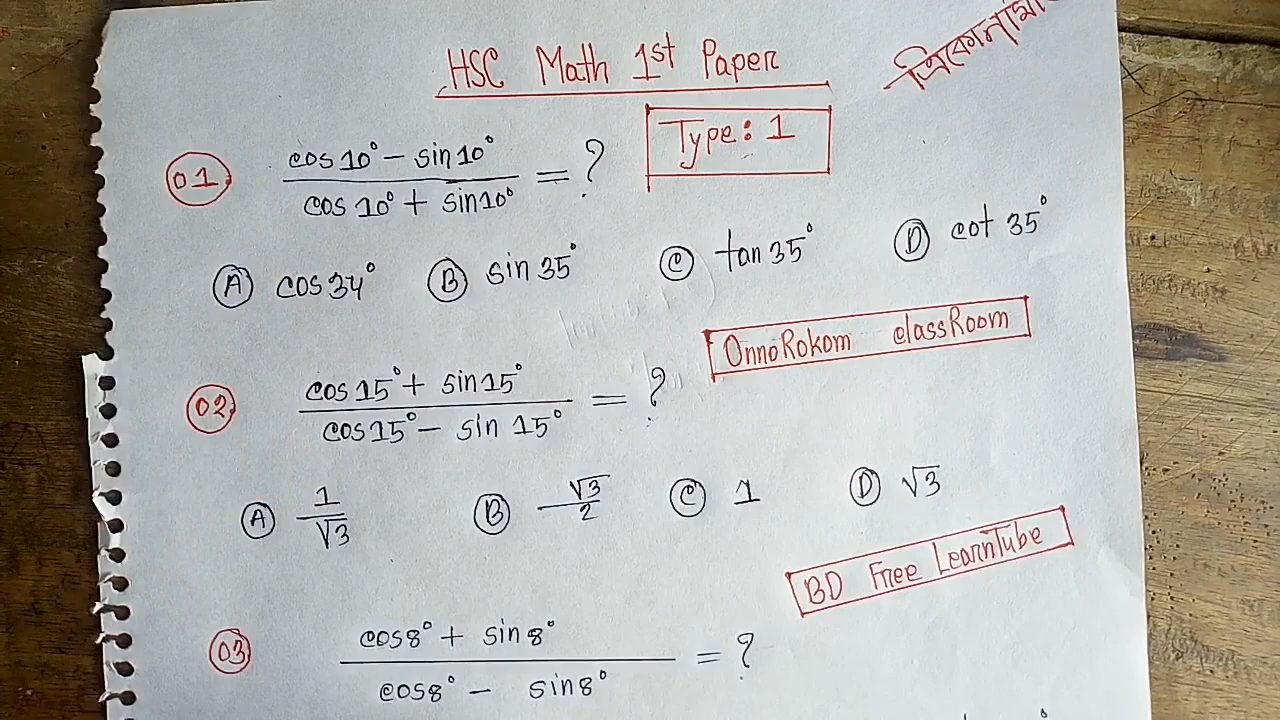 HSC Math 1st Paper
ত্রিকোনমি
Type: 1
01 (cos 10° − sin 10°) / (cos 10° + sin 10°) = ?
A cos 34° B sin 35° C tan 35° D cot 35°
OnnoRokom classRoom
02 (cos 15° + sin 15°) / (cos 15° − sin 15°) = ?
A 1/√3 B −√3/2 C 1 D √3
BD Free LearnTube
03 (cos 8° + sin 8°) / (cos 8° − sin 8°) = ?